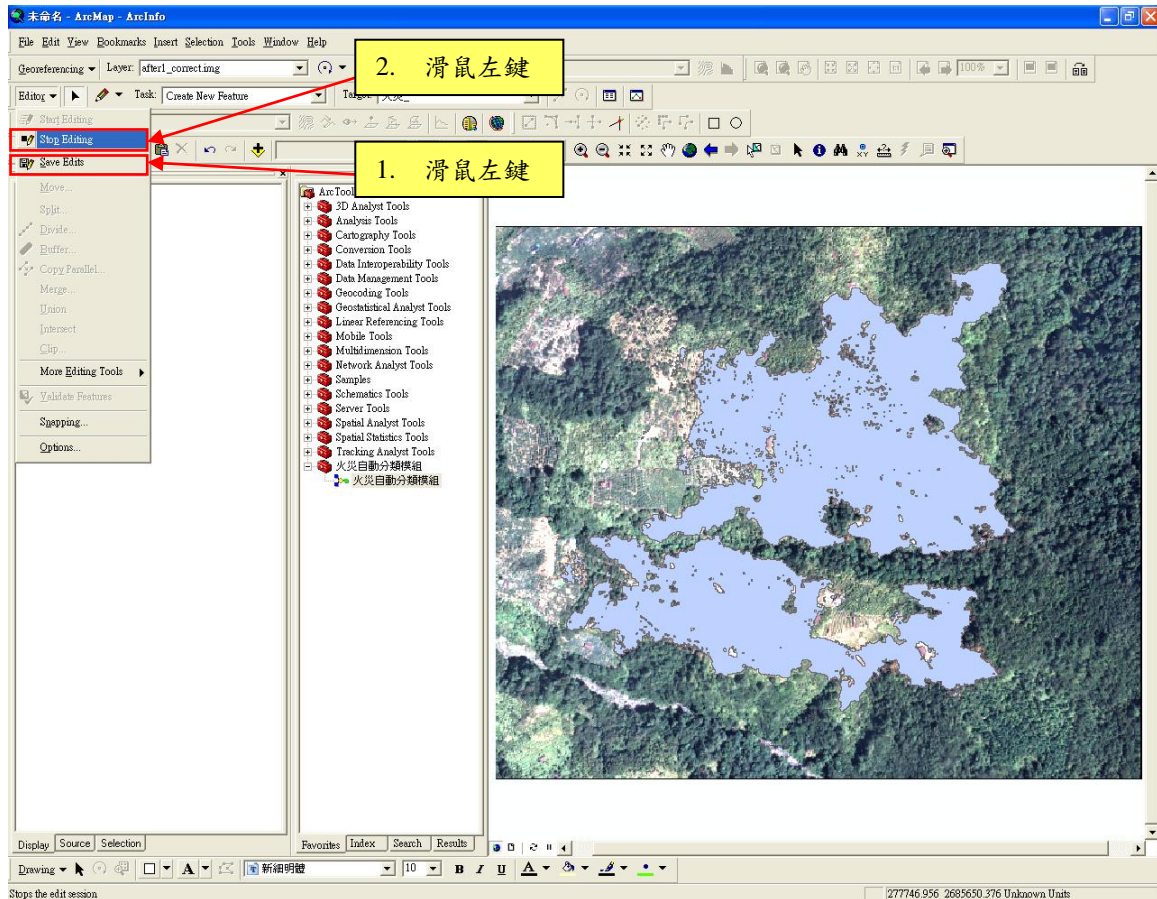 未命名 - ArcMap - ArcInfo
File Edit View Bookmarks Insert Selection Tools Window Help
Georeferencing Layer: after1_correct.img
100%
Editor Task: Create New Feature
2. 滑鼠左鍵
1. 滑鼠左鍵
Start Editing
Stop Editing
Save Edits
Move...
Split...
Divide...
Buffer...
Copy Parallel...
Merge...
Union
Intersect
Clip...
More Editing Tools
Validate Features
Snapping...
Options...
3D Analyst Tools
Analysis Tools
Cartography Tools
Conversion Tools
Data Interoperability Tools
Data Management Tools
Geocoding Tools
Geostatistical Analyst Tools
Linear Referencing Tools
Mobile Tools
Multidimension Tools
Network Analyst Tools
Samples
Schematics Tools
Server Tools
Spatial Analyst Tools
Spatial Statistics Tools
Tracking Analyst Tools
火災自動分類模組
火災自動分類模組
Display Source Selection
Favorites Index Search Results
Drawing A 新細明體 10 B I U A
Stops the edit session
277746.956 2685650.376 Unknown Units